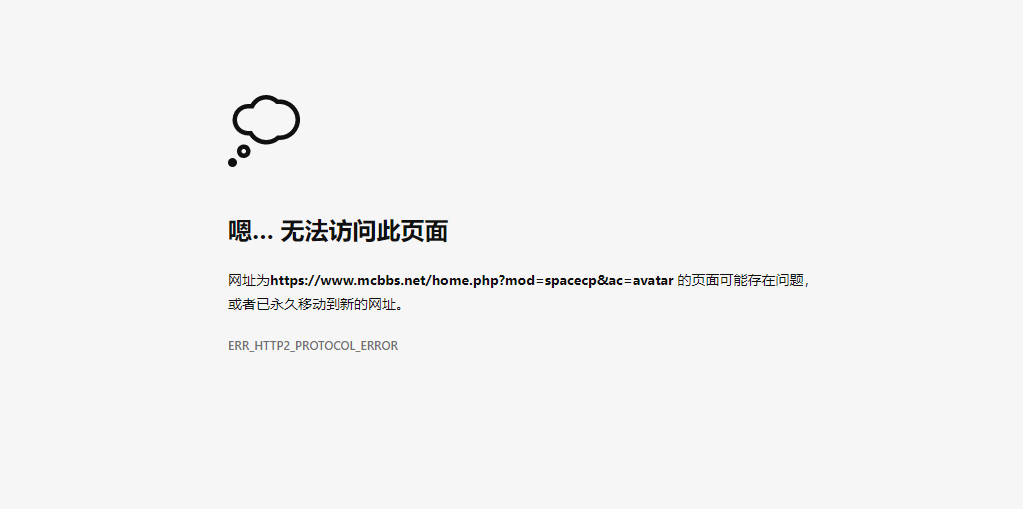 嗯… 无法访问此页面
网址为https://www.mcbbs.net/home.php?mod=spacecp&ac=avatar 的页面可能存在问题，
或者已永久移动到新的网址。
ERR_HTTP2_PROTOCOL_ERROR